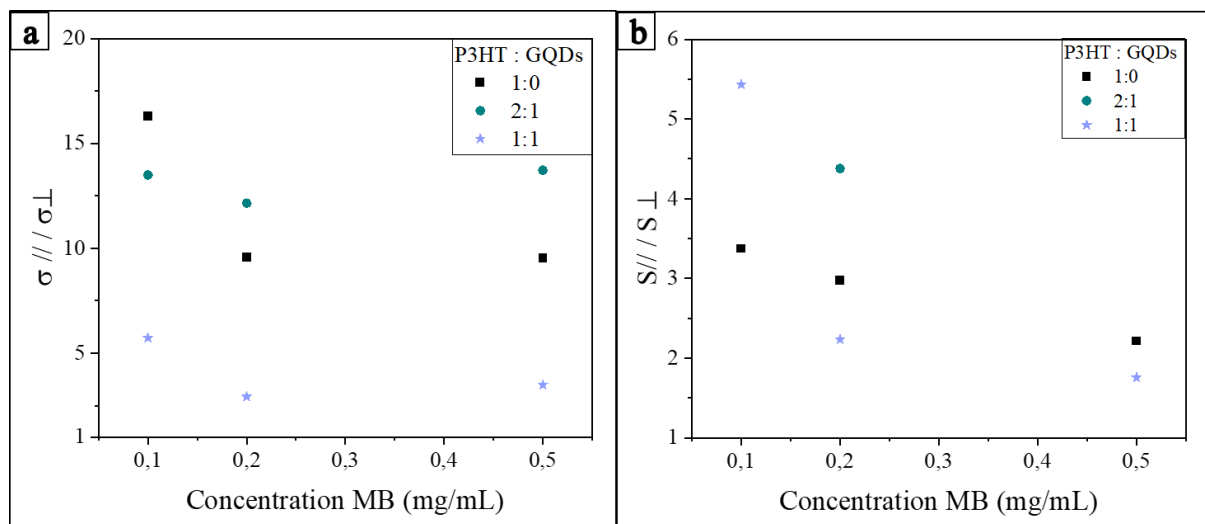 a
20
15
10
5
1
σ // / σ⊥
P3HT : GQDs
1:0
2:1
1:1
0,1 0,2 0,3 0,4 0,5
Concentration MB (mg/mL)
b
6
5
4
3
2
1
S// / S⊥
P3HT : GQDs
1:0
2:1
1:1
0,1 0,2 0,3 0,4 0,5
Concentration MB (mg/mL)